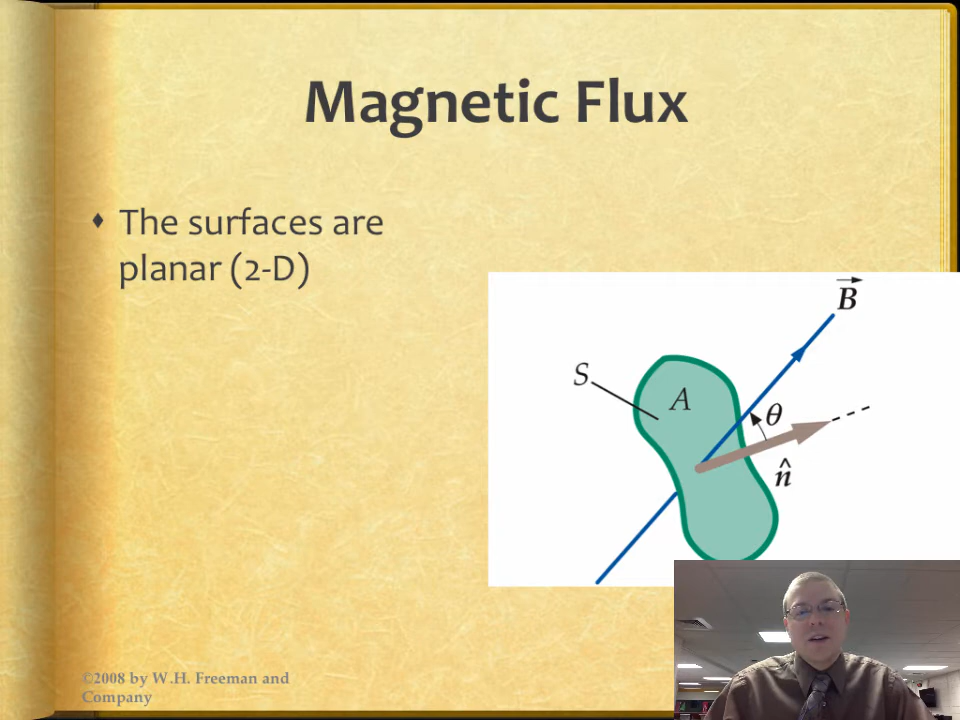 Magnetic Flux
The surfaces are
planar (2-D)
B
S
A
θ
n̂
©2008 by W.H. Freeman and
Company